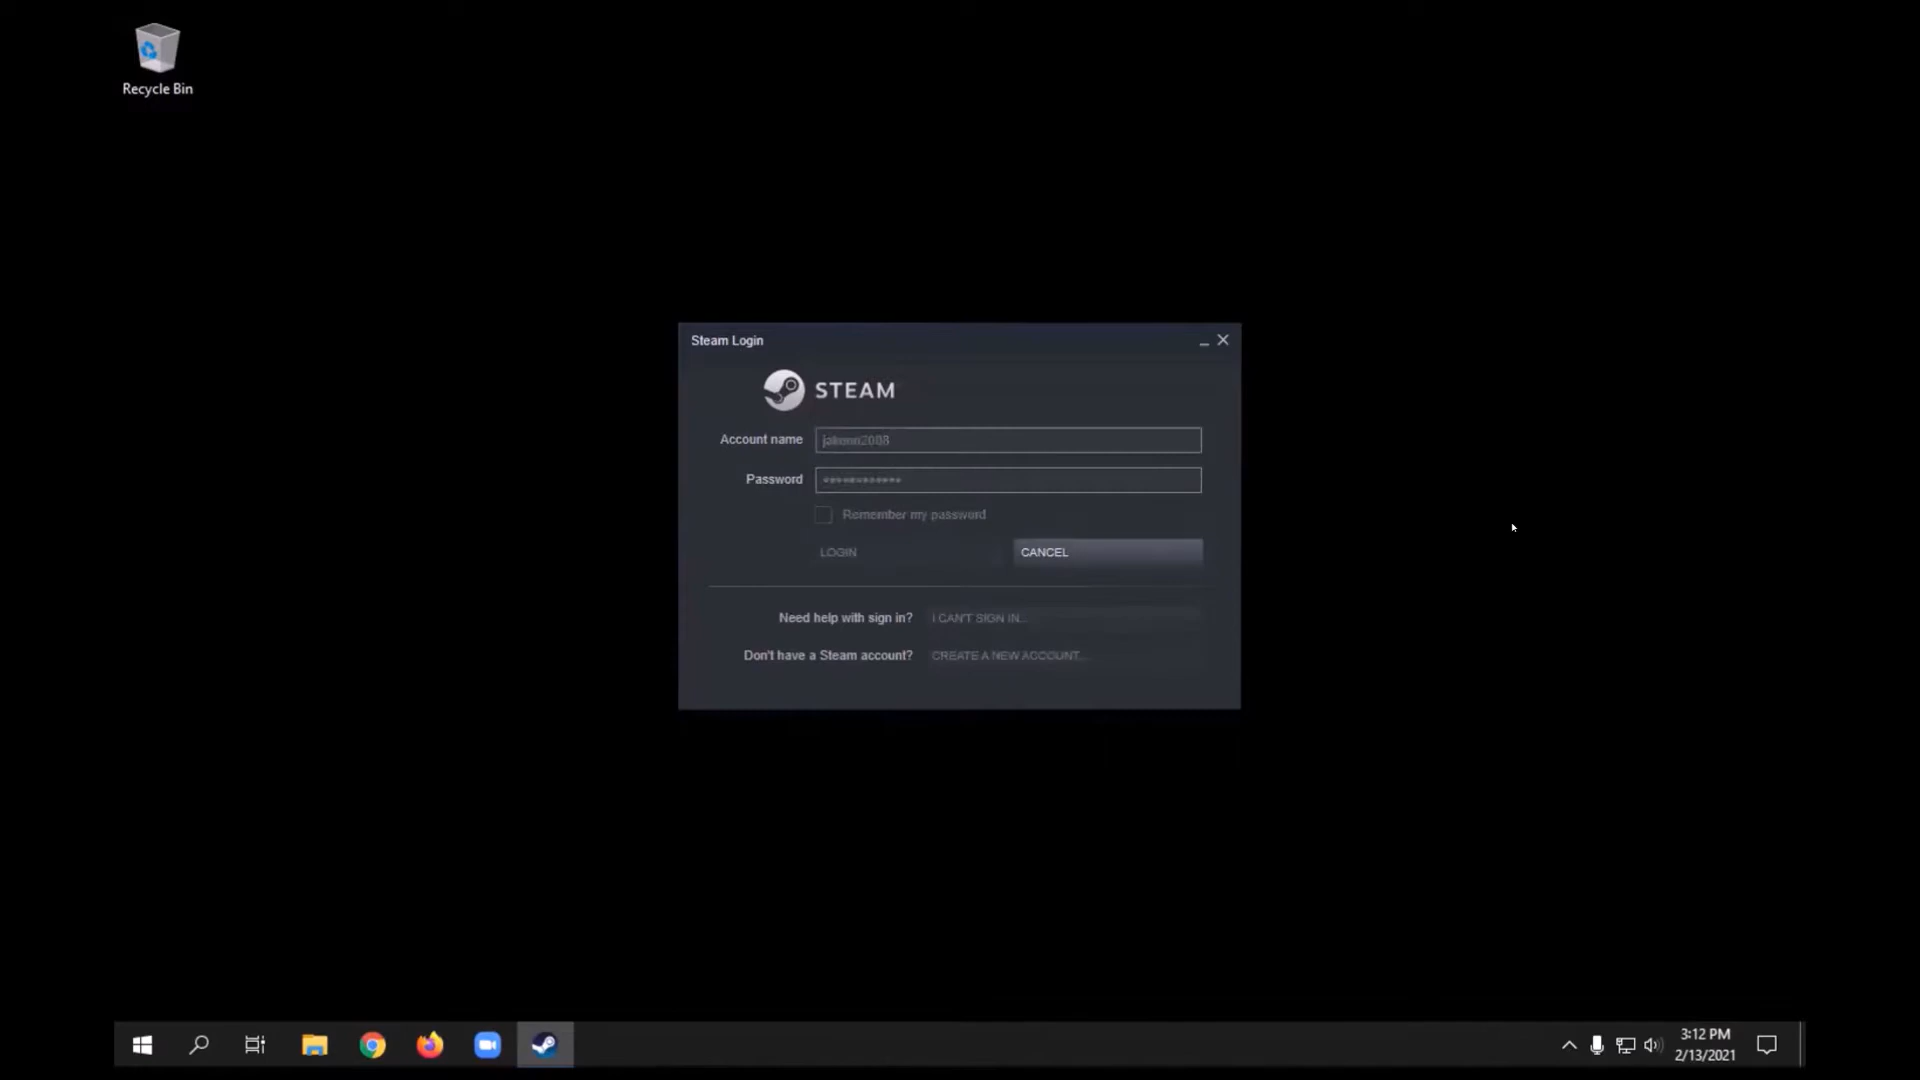 Recycle Bin
Steam Login
STEAM
Account name
Password ************
Remember my password
LOGIN CANCEL
Need help with sign in? I CAN'T SIGN IN...
Don't have a Steam account? CREATE A NEW ACCOUNT...
3:12 PM
2/13/2021